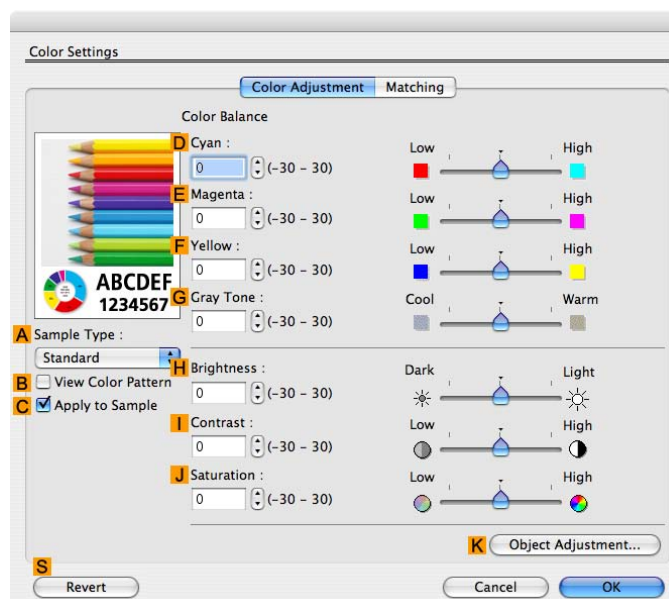 Color Settings
Color Adjustment Matching
Color Balance
D Cyan :
0 (-30 – 30)
Low High
E Magenta :
0 (-30 – 30)
Low High
F Yellow :
0 (-30 – 30)
Low High
G Gray Tone :
0 (-30 – 30)
Cool Warm
ABCDEF
1234567
A Sample Type :
Standard
B View Color Pattern
C Apply to Sample
H Brightness :
0 (-30 – 30)
Dark Light
I Contrast :
0 (-30 – 30)
Low High
J Saturation :
0 (-30 – 30)
Low High
K Object Adjustment...
S
Revert Cancel OK